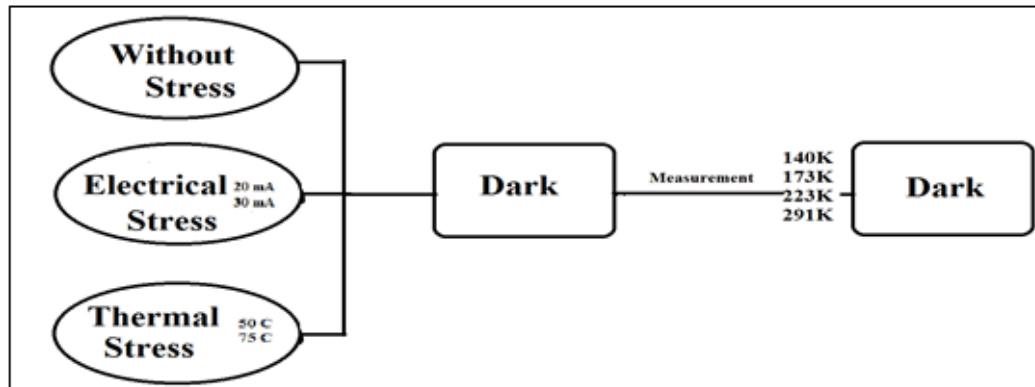 Without
Stress
Electrical 20 mA
30 mA
Stress
Thermal 50 C
75 C
Stress
Dark
Measurement
140K
173K
223K
291K
Dark